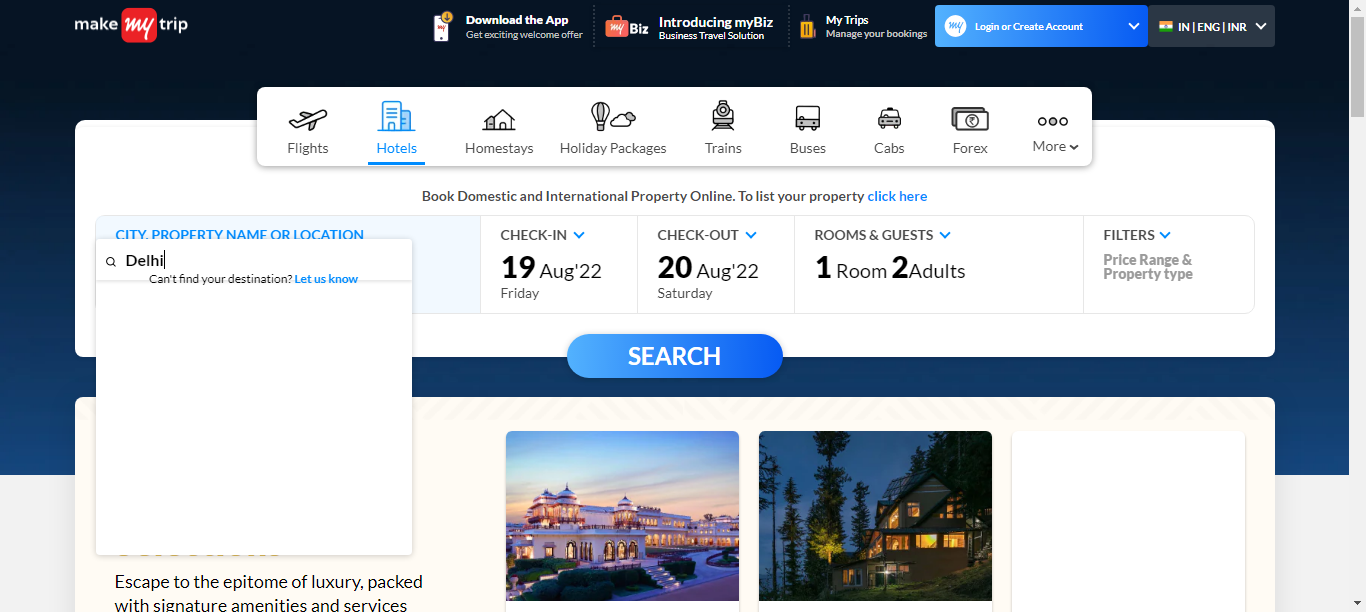 make my trip
Download the App
Get exciting welcome offer
my Biz
Introducing myBiz
Business Travel Solution
My Trips
Manage your bookings
my
Login or Create Account
IN | ENG | INR
Flights
Hotels
Homestays
Holiday Packages
Trains
Buses
Cabs
Forex
More
Book Domestic and International Property Online. To list your property click here
CITY, PROPERTY NAME OR LOCATION
Delhi
Can't find your destination? Let us know
CHECK-IN
19 Aug'22
Friday
CHECK-OUT
20 Aug'22
Saturday
ROOMS & GUESTS
1 Room 2Adults
FILTERS
Price Range &
Property type
SEARCH
Escape to the epitome of luxury, packed
with signature amenities and services